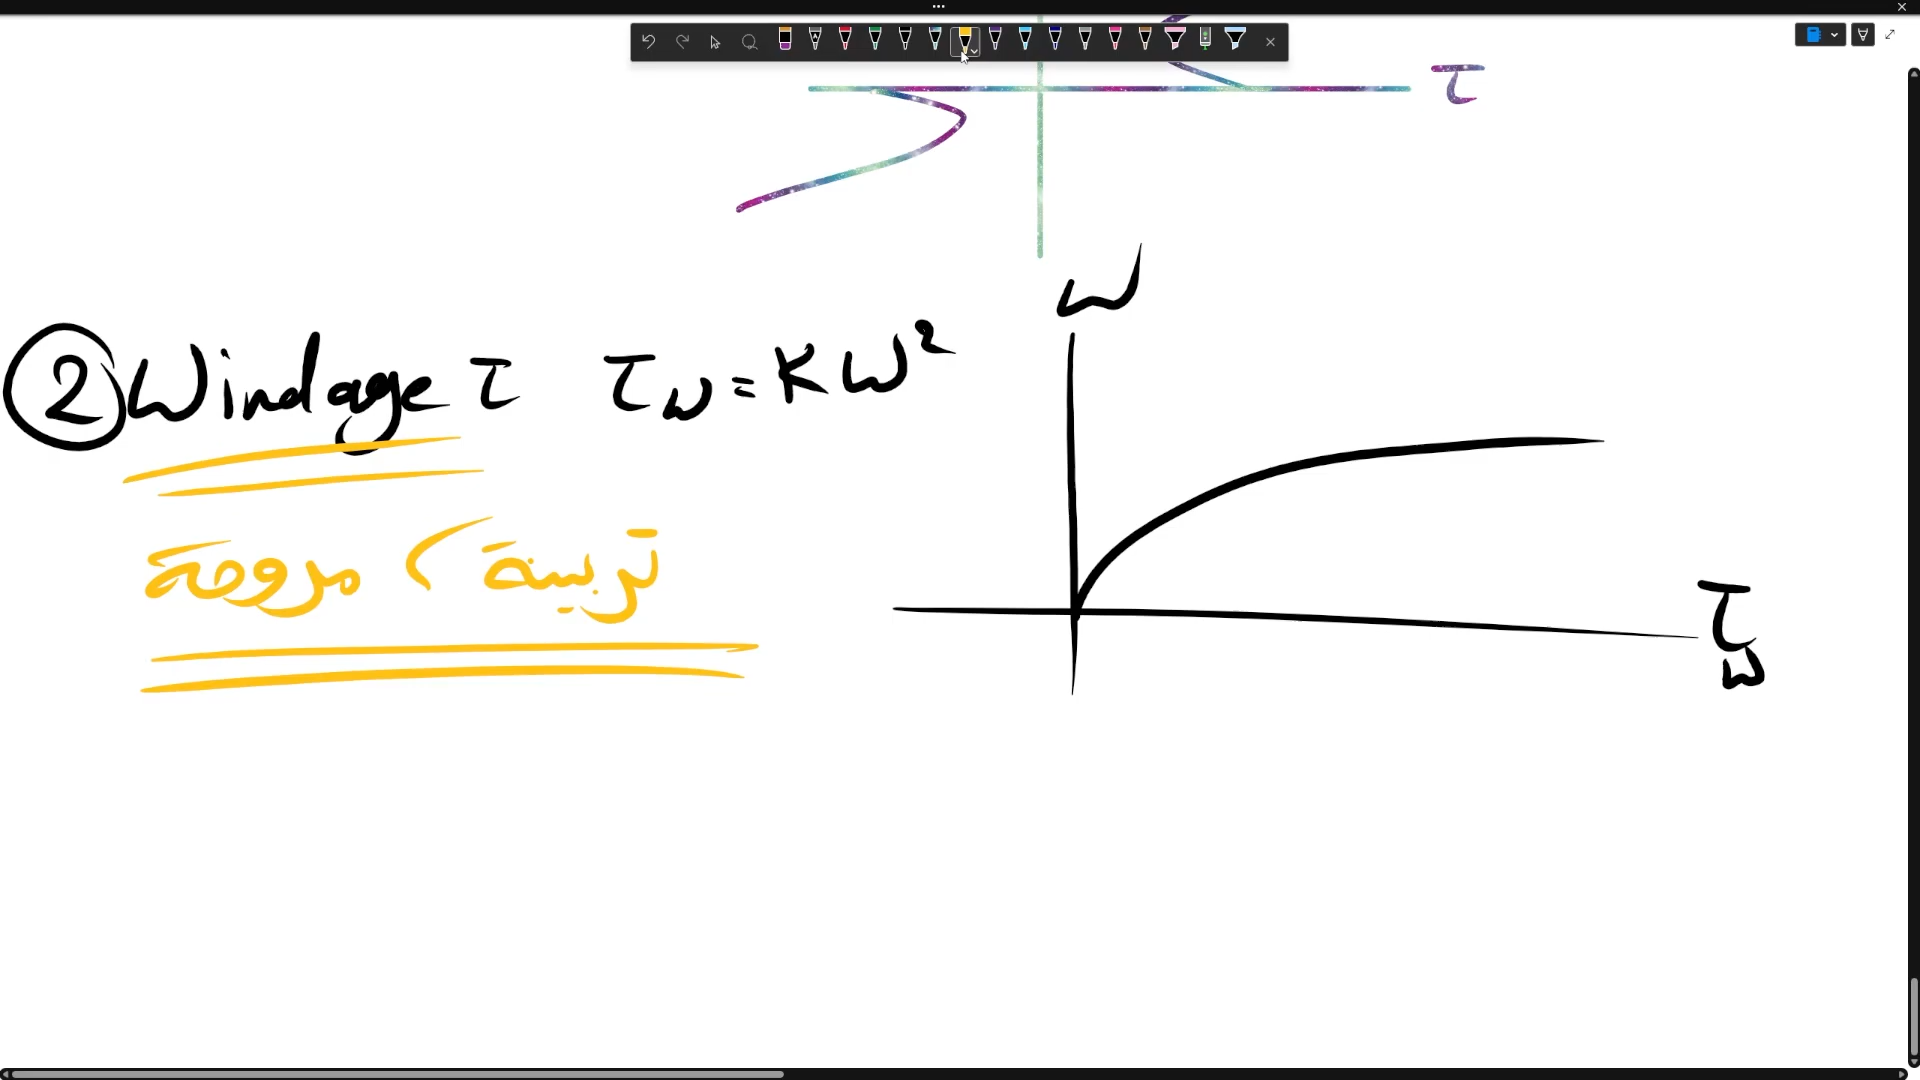 τ
ω
② Windage τ τω = Kω²
تربينة ، مروحة
τω